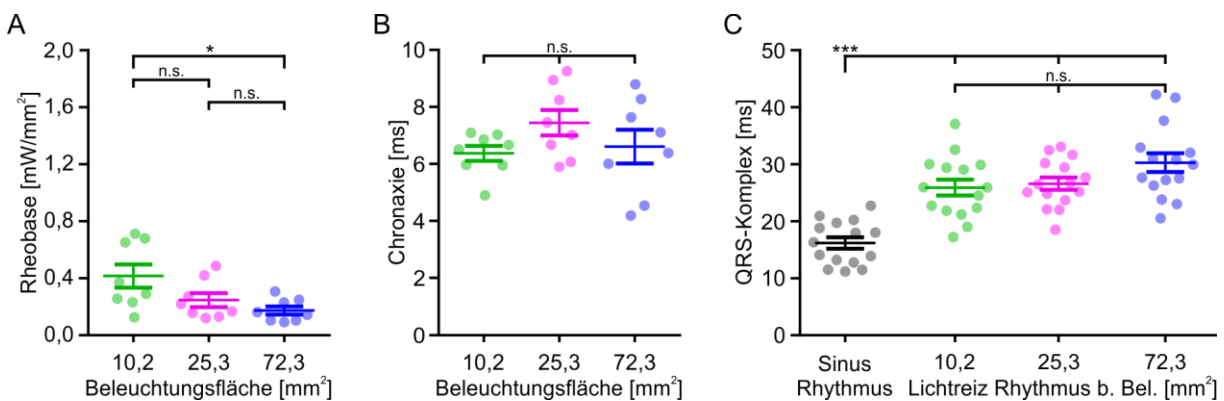 A
Rheobase [mW/mm²]
2,0
1,6
1,2
0,8
0,4
0,0
*
n.s.
n.s.
10,2 25,3 72,3
Beleuchtungsfläche [mm²]
B
Chronaxie [ms]
10
8
6
4
2
0
n.s.
10,2 25,3 72,3
Beleuchtungsfläche [mm²]
C
QRS-Komplex [ms]
50
40
30
20
10
0
***
n.s.
Sinus 10,2 25,3 72,3
Rhythmus Lichtreiz Rhythmus b. Bel. [mm²]